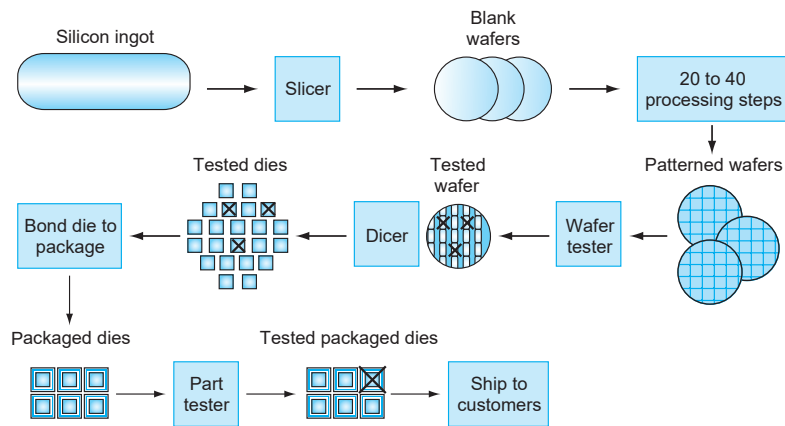 Silicon ingot
Slicer
Blank
wafers
20 to 40
processing steps
Patterned wafers
Wafer
tester
Tested
wafer
Dicer
Tested dies
Bond die to
package
Packaged dies
Part
tester
Tested packaged dies
Ship to
customers